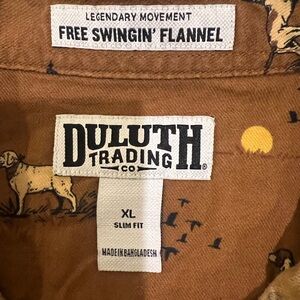 LEGENDARY MOVEMENT
FREE SWINGIN' FLANNEL
DULUTH
TRADING
CO
®
XL
SLIM FIT
MADE IN BANGLADESH